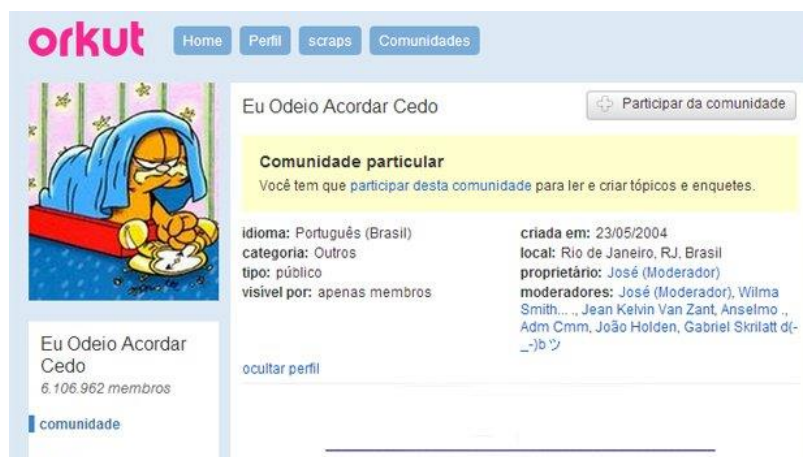 orkut
Home Perfil scraps Comunidades
Eu Odeio Acordar Cedo
Participar da comunidade
Comunidade particular
Você tem que participar desta comunidade para ler e criar tópicos e enquetes.
idioma: Português (Brasil)
categoria: Outros
tipo: público
visível por: apenas membros
criada em: 23/05/2004
local: Rio de Janeiro, RJ, Brasil
proprietário: José (Moderador)
moderadores: José (Moderador), Wilma
Smith... ., Jean Kelvin Van Zant, Anselmo .,
Adm Cmm, João Holden, Gabriel Skrilatt d(-
_-)b ツ
ocultar perfil
Eu Odeio Acordar
Cedo
6.106.962 membros
comunidade